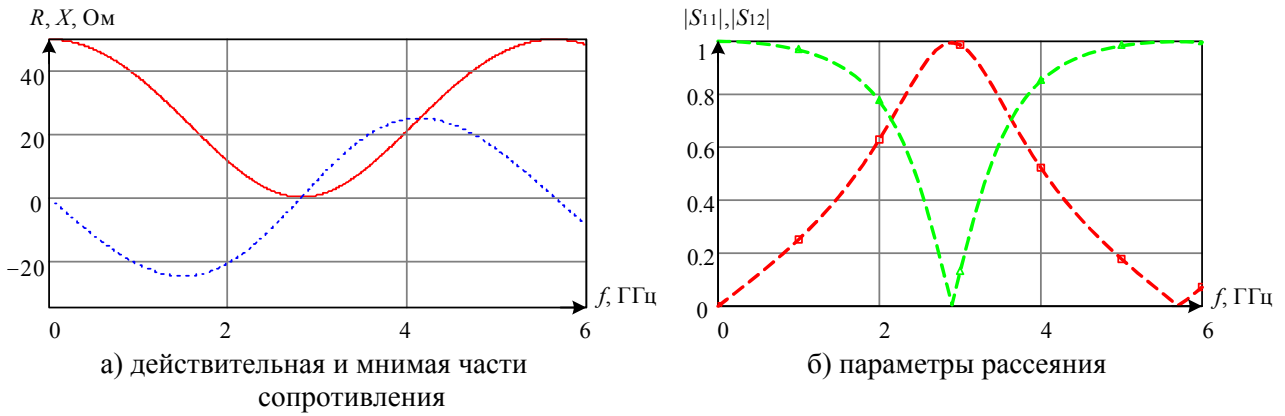 R, X, Ом
40
20
0
−20
0
2
4
6
f, ГГц
а) действительная и мнимая части
сопротивления
|S11|,|S12|
1
0.8
0.6
0.4
0.2
0
0
2
4
6
f, ГГц
б) параметры рассеяния